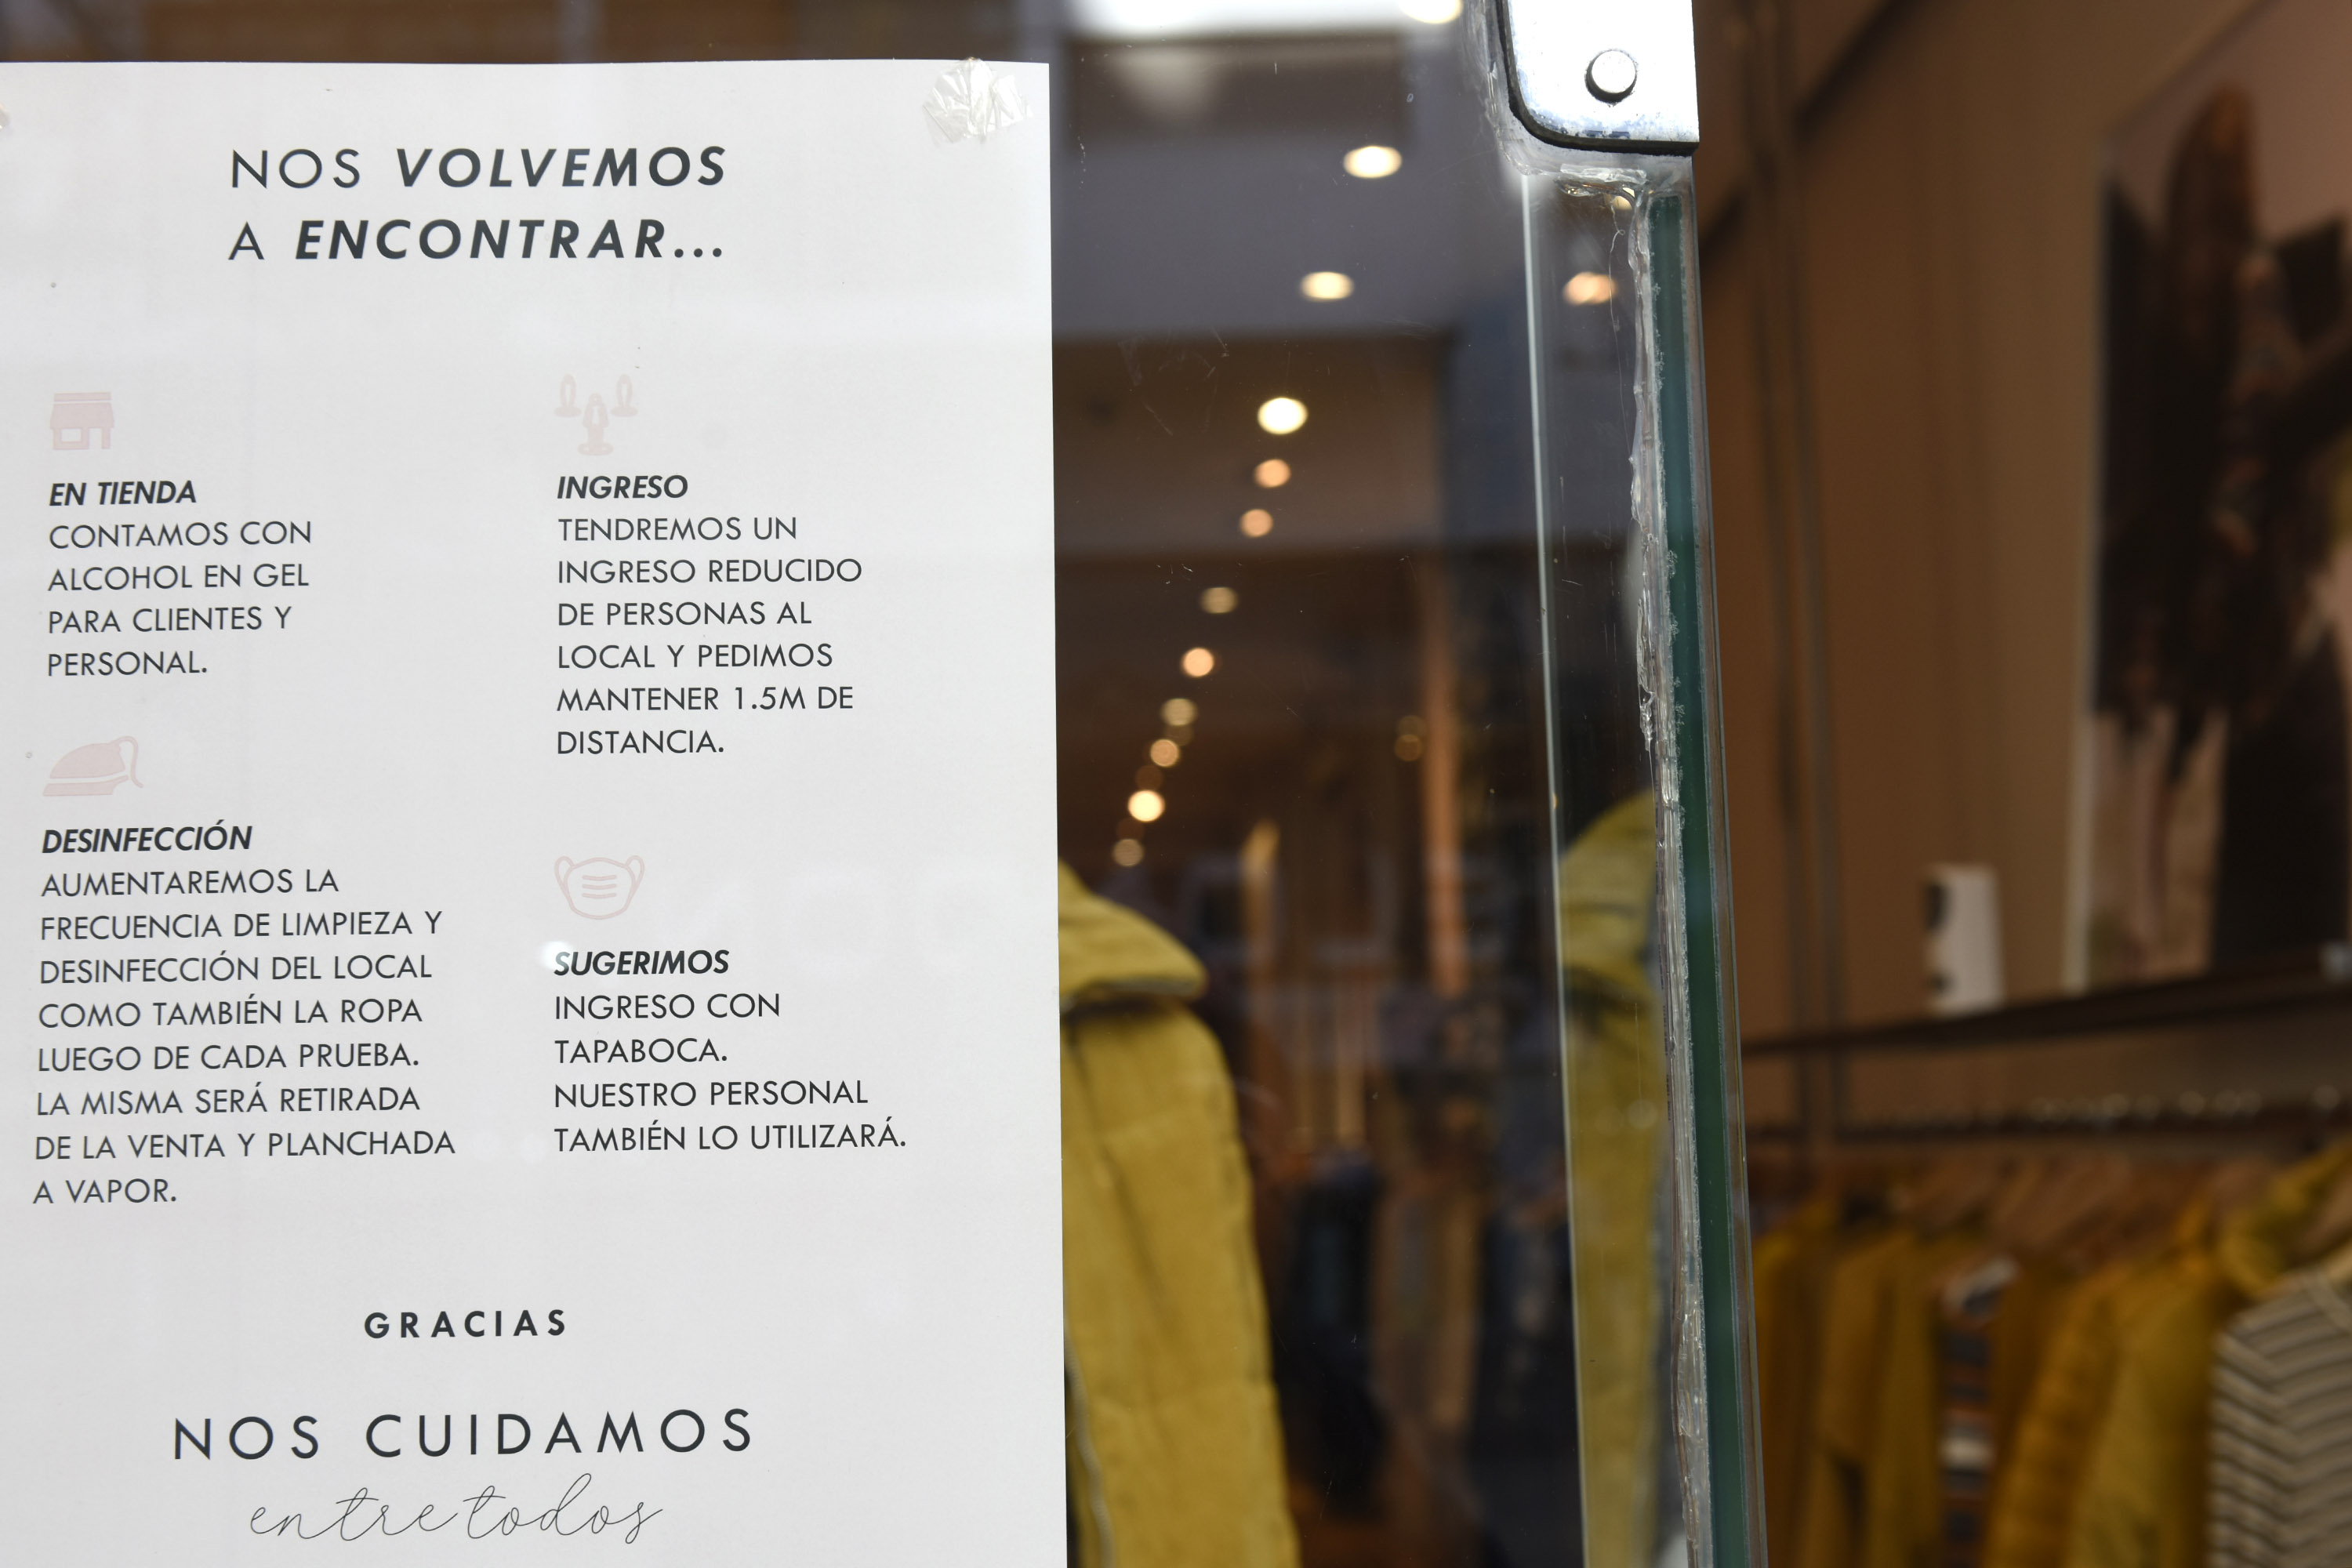 NOS VOLVEMOS
A ENCONTRAR...
EN TIENDA
CONTAMOS CON
ALCOHOL EN GEL
PARA CLIENTES Y
PERSONAL.
DESINFECCIÓN
AUMENTAREMOS LA
FRECUENCIA DE LIMPIEZA Y
DESINFECCIÓN DEL LOCAL
COMO TAMBIÉN LA ROPA
LUEGO DE CADA PRUEBA.
LA MISMA SERÁ RETIRADA
DE LA VENTA Y PLANCHADA
A VAPOR.
INGRESO
TENDREMOS UN
INGRESO REDUCIDO
DE PERSONAS AL
LOCAL Y PEDIMOS
MANTENER 1.5M DE
DISTANCIA.
SUGERIMOS
INGRESO CON
TAPABOCA.
NUESTRO PERSONAL
TAMBIÉN LO UTILIZARÁ.
GRACIAS
NOS CUIDAMOS
entre todos